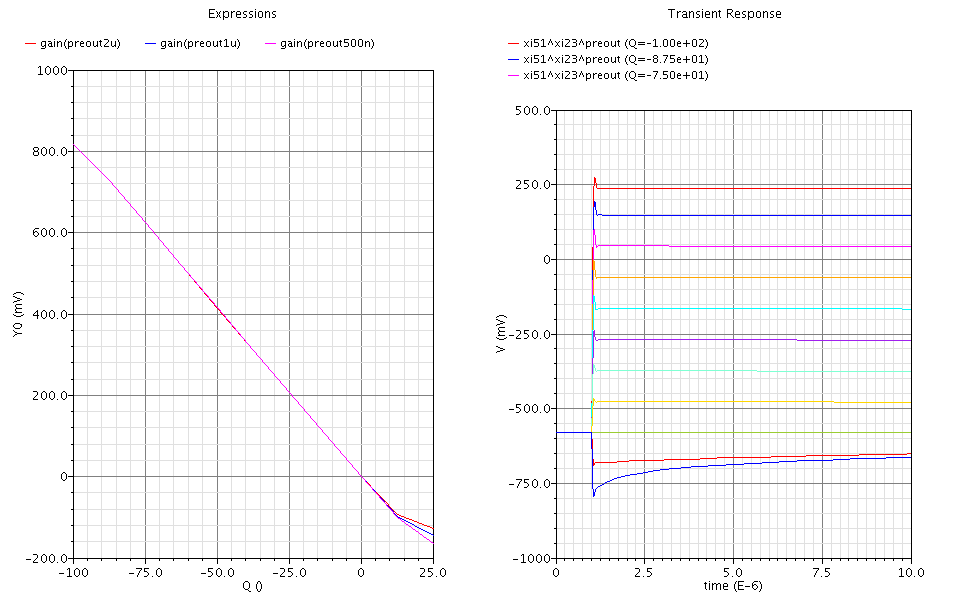 Expressions
gain(preout2u) gain(preout1u) gain(preout500n)
1000
800.0
600.0
400.0
200.0
0
-200.0
Y0 (mV)
-100 -75.0 -50.0 -25.0 0 25.0
Q ()
Transient Response
xi51^xi23^preout (Q=-1.00e+02)
xi51^xi23^preout (Q=-8.75e+01)
xi51^xi23^preout (Q=-7.50e+01)
500.0
250.0
0
-250.0
-500.0
-750.0
-1000
V (mV)
0 2.5 5.0 7.5 10.0
time (E-6)